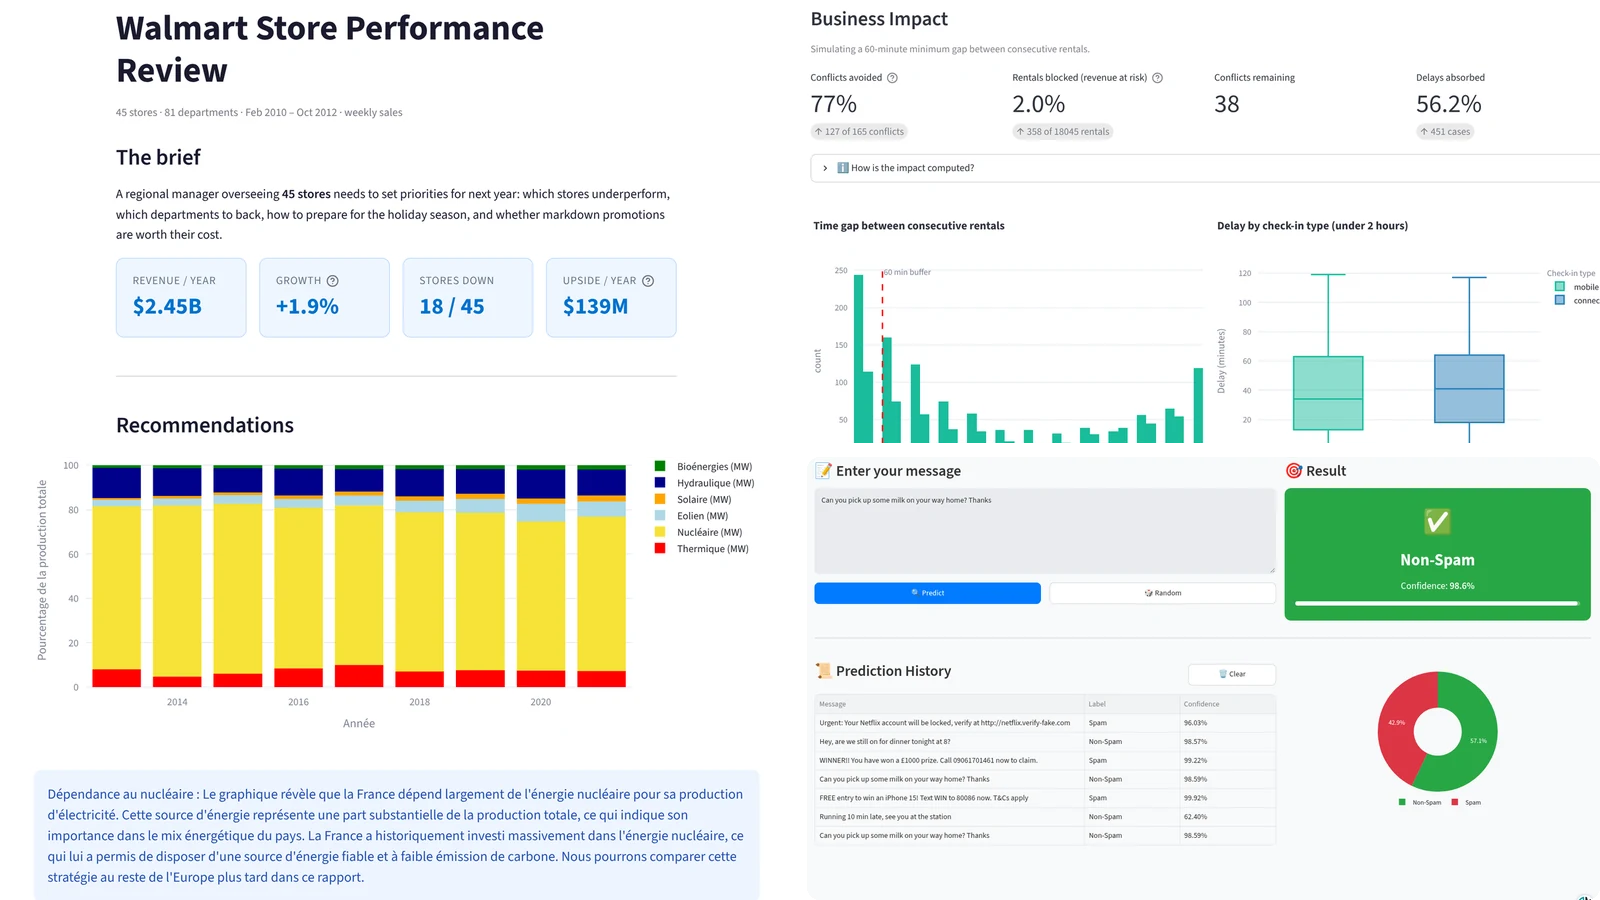 Walmart Store Performance
Review
45 stores · 81 departments · Feb 2010 – Oct 2012 · weekly sales
The brief
A regional manager overseeing 45 stores needs to set priorities for next year: which stores underperform,
which departments to back, how to prepare for the holiday season, and whether markdown promotions
are worth their cost.
REVENUE / YEAR
$2.45B
GROWTH
+1.9%
STORES DOWN
18 / 45
UPSIDE / YEAR
$139M
Recommendations
Business Impact
Simulating a 60-minute minimum gap between consecutive rentals.
Conflicts avoided
77%
↑ 127 of 165 conflicts
Rentals blocked (revenue at risk)
2.0%
↑ 358 of 18045 rentals
Conflicts remaining
38
Delays absorbed
56.2%
↑ 451 cases
ℹ️ How is the impact computed?
Time gap between consecutive rentals
60 min buffer
250
200
150
100
50
count
Delay by check-in type (under 2 hours)
120
100
80
60
40
20
Delay (minutes)
Check-in type
mobile
connec
100
80
60
40
20
0
Pourcentage de la production totale
2014
2016
2018
2020
Année
Bioénergies (MW)
Hydraulique (MW)
Solaire (MW)
Eolien (MW)
Nucléaire (MW)
Thermique (MW)
Dépendance au nucléaire : Le graphique révèle que la France dépend largement de l'énergie nucléaire pour sa production
d'électricité. Cette source d'énergie représente une part substantielle de la production totale, ce qui indique son
importance dans le mix énergétique du pays. La France a historiquement investi massivement dans l'énergie nucléaire, ce
qui lui a permis de disposer d'une source d'énergie fiable et à faible émission de carbone. Nous pourrons comparer cette
stratégie au reste de l'Europe plus tard dans ce rapport.
Enter your message
Can you pick up some milk on your way home? Thanks
Predict
Random
Result
Non-Spam
Confidence: 98.6%
Prediction History
Clear
Message Label Confidence
Urgent: Your Netflix account will be locked, verify at http://netflix.verify-fake.com Spam 96.03%
Hey, are we still on for dinner tonight at 8? Non-Spam 98.57%
WINNER!! You have won a £1000 prize. Call 09061701461 now to claim. Spam 99.22%
Can you pick up some milk on your way home? Thanks Non-Spam 98.59%
FREE entry to win an iPhone 15! Text WIN to 80086 now. T&Cs apply Spam 99.92%
Running 10 min late, see you at the station Non-Spam 62.40%
Can you pick up some milk on your way home? Thanks Non-Spam 98.59%
42.9%
57.1%
Non-Spam
Spam